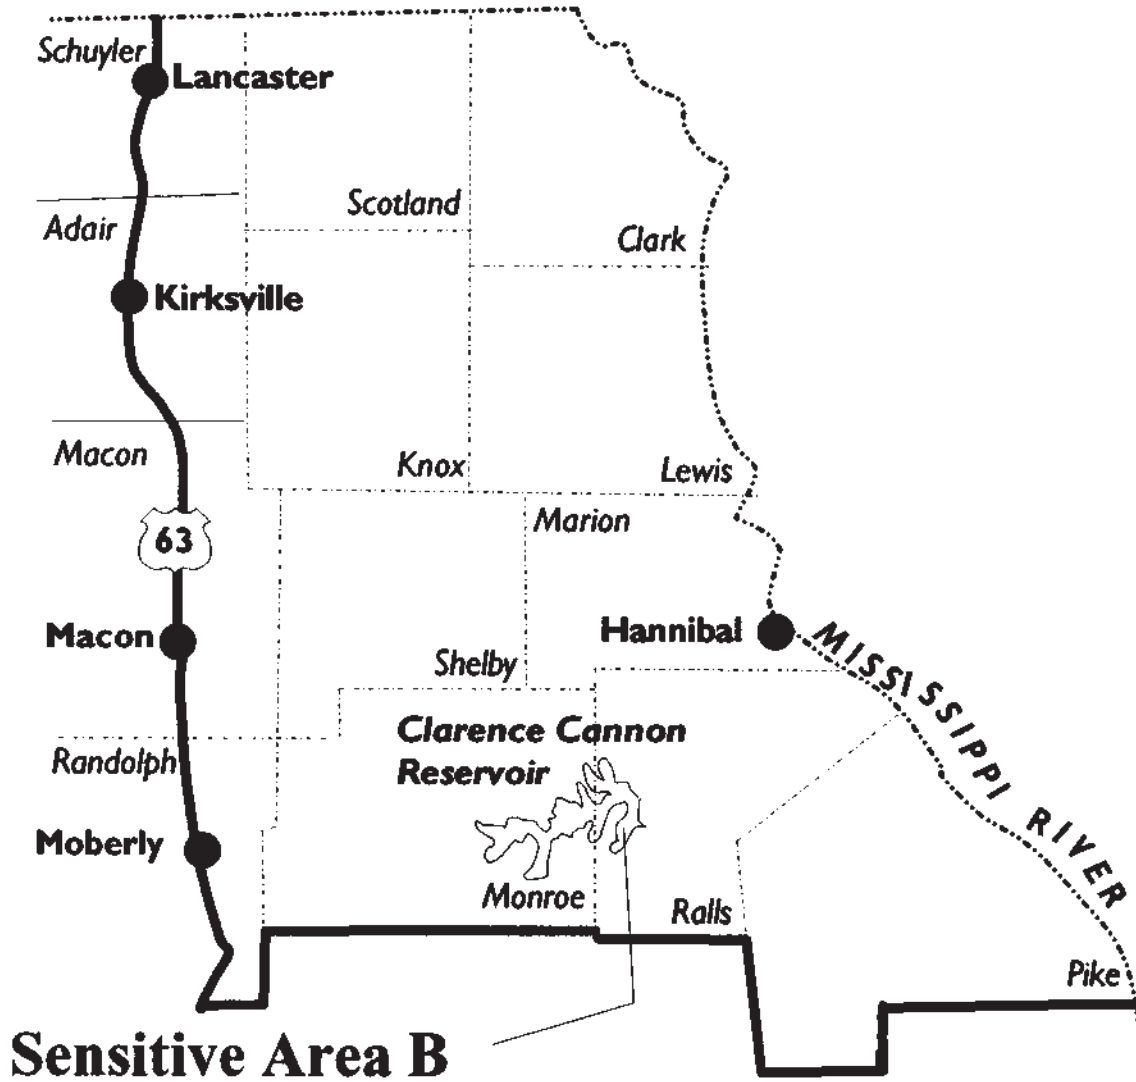 Schuyler
Lancaster
Scotland
Adair
Clark
Kirksville
Macon
Knox
Lewis
Marion
63
Macon
Hannibal
MISSISSIPPI RIVER
Shelby
Clarence Cannon
Reservoir
Randolph
Moberly
Monroe
Ralls
Pike
Sensitive Area B